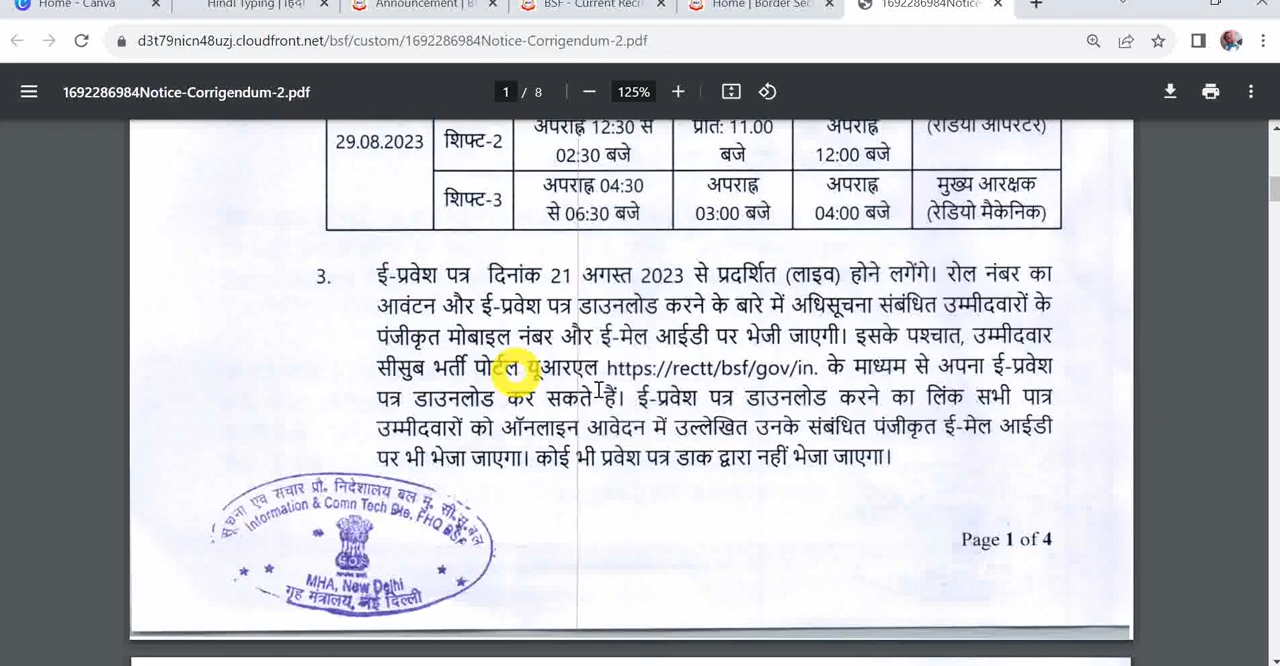 Home - Canva
Hindi Typing | (हिंदी
Announcement | B
BSF - Current Recr
Home | Border Sec
1692286984Notice
d3t79nicn48uzj.cloudfront.net/bsf/custom/1692286984Notice-Corrigendum-2.pdf
1692286984Notice-Corrigendum-2.pdf
1 / 8
125%
29.08.2023
शिफ्ट-2
अपराह्न 12:30 से
02:30 बजे
प्रात: 11.00
बजे
अपराह्न
12:00 बजे
(रेडियो ऑपरेटर)
शिफ्ट-3
अपराह्न 04:30
से 06:30 बजे
अपराह्न
03:00 बजे
अपराह्न
04:00 बजे
मुख्य आरक्षक
(रेडियो मैकेनिक)
3. ई-प्रवेश पत्र दिनांक 21 अगस्त 2023 से प्रदर्शित (लाइव) होने लगेंगे। रोल नंबर का
आवंटन और ई-प्रवेश पत्र डाउनलोड करने के बारे में अधिसूचना संबंधित उम्मीदवारों के
पंजीकृत मोबाइल नंबर और ई-मेल आईडी पर भेजी जाएगी। इसके पश्चात, उम्मीदवार
सीसुब भर्ती पोर्टल यूआरएल https://rectt/bsf/gov/in. के माध्यम से अपना ई-प्रवेश
पत्र डाउनलोड कर सकते हैं। ई-प्रवेश पत्र डाउनलोड करने का लिंक सभी पात्र
उम्मीदवारों को ऑनलाइन आवेदन में उल्लेखित उनके संबंधित पंजीकृत ई-मेल आईडी
पर भी भेजा जाएगा। कोई भी प्रवेश पत्र डाक द्वारा नहीं भेजा जाएगा।
सूचना एवं संचार प्रौ. निदेशालय बल मु. सी.सु.बल
Information & Comn Tech Dte. FHQ BSF
MHA, New Delhi
गृह मंत्रालय, नई दिल्ली
Page 1 of 4